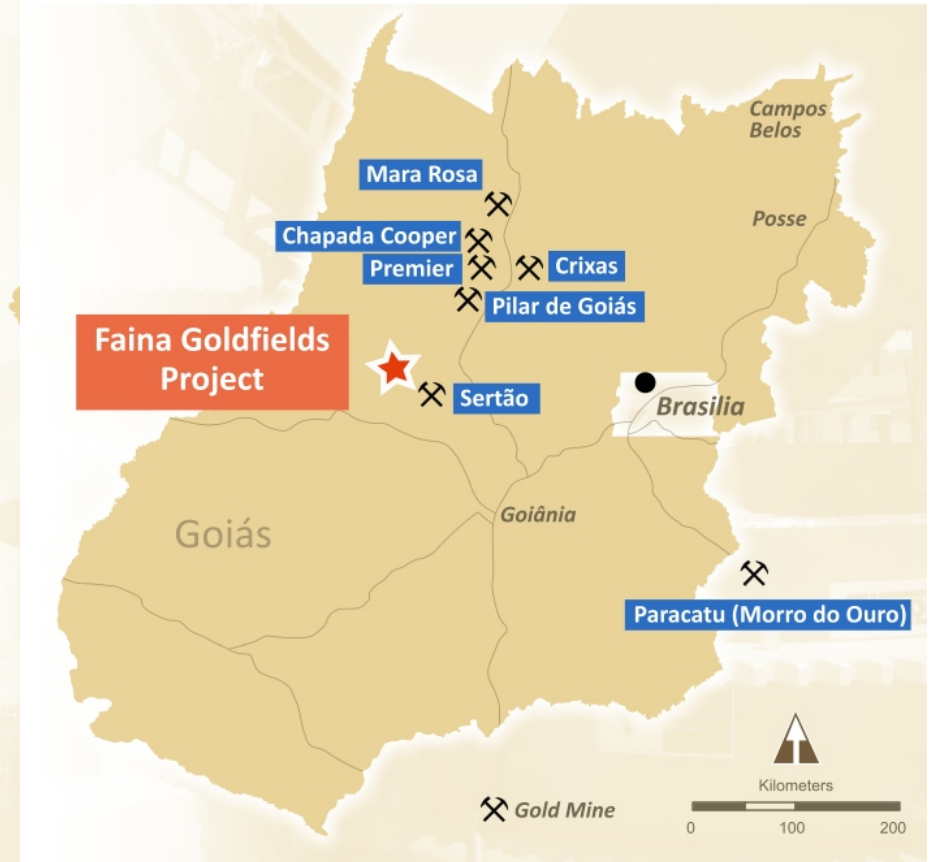 Campos
Belos
Mara Rosa
Posse
Chapada Cooper
Premier
Crixas
Pilar de Goiás
Faina Goldfields
Project
Sertão
Brasilia
Goiânia
Goiás
Paracatu (Morro do Ouro)
Kilometers
Gold Mine
0 100 200